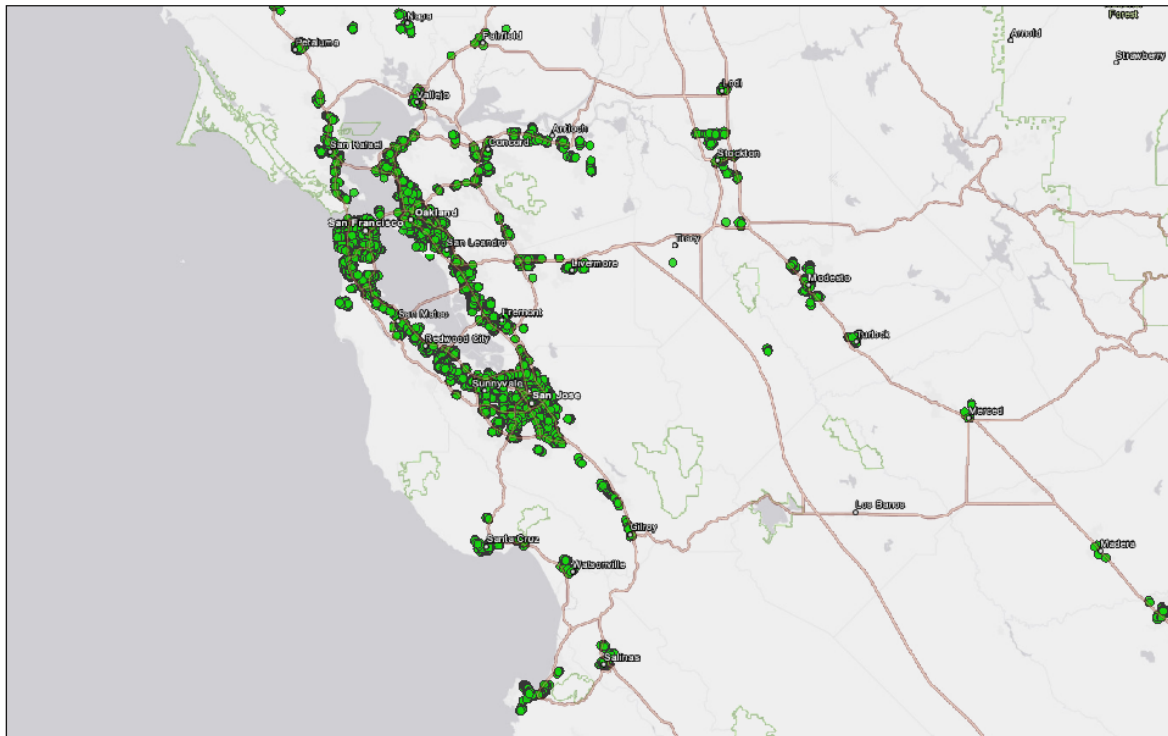 Forest
Napa
Petaluma
Fairfield
Arnold
Strawberry
Vallejo
Lodi
Antioch
San Rafael
Concord
Stockton
Oakland
San Francisco
San Leandro
Tracy
Livermore
Modesto
San Mateo
Fremont
Redwood City
Turlock
Sunnyvale
San Jose
Merced
Los Banos
Gilroy
Santa Cruz
Madera
Watsonville
Salinas